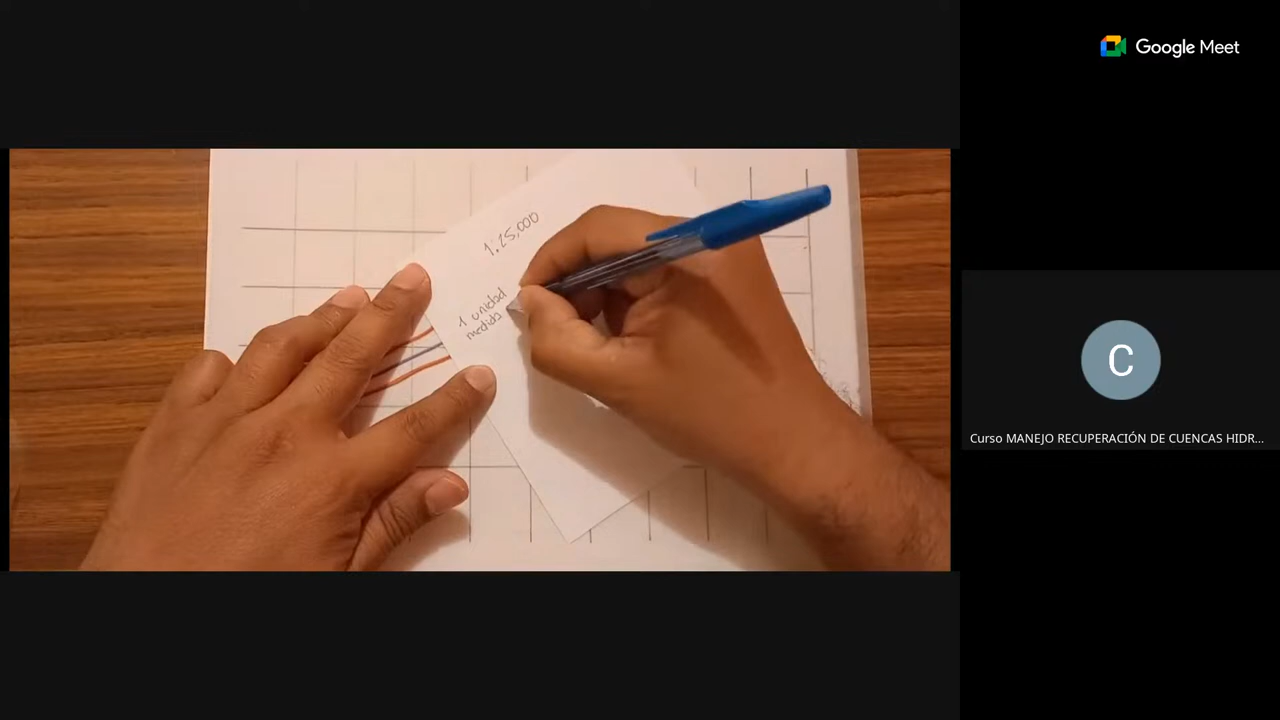 Google Meet
1:25,000
1 unidad
medida
C
Curso MANEJO RECUPERACIÓN DE CUENCAS HIDR...